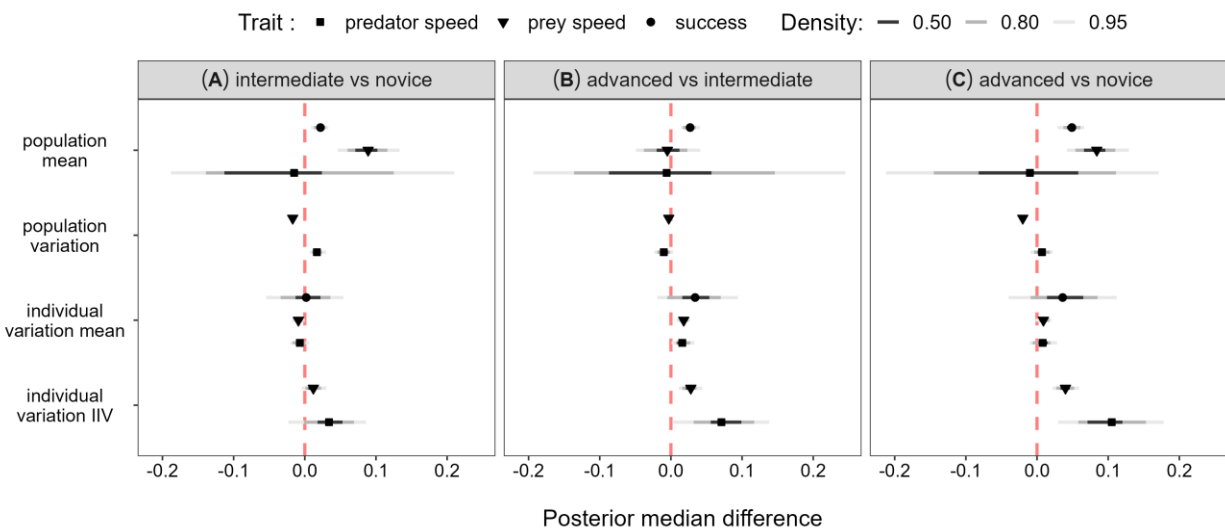 Trait : predator speed prey speed success Density: 0.50 0.80 0.95
(A) intermediate vs novice
(B) advanced vs intermediate
(C) advanced vs novice
population
mean
population
variation
individual
variation mean
individual
variation IIV
-0.2 -0.1 0.0 0.1 0.2
-0.2 -0.1 0.0 0.1 0.2
-0.2 -0.1 0.0 0.1 0.2
Posterior median difference